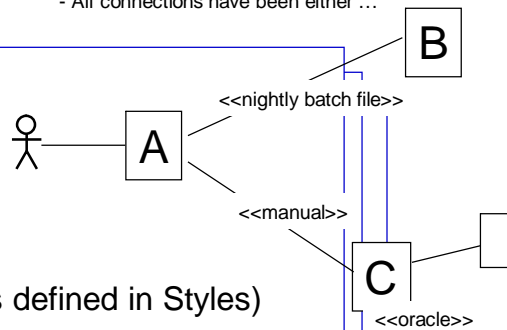 - All connections have been either …
B
<<nightly batch file>>
A
<<manual>>
C
s defined in Styles)
<<oracle>>